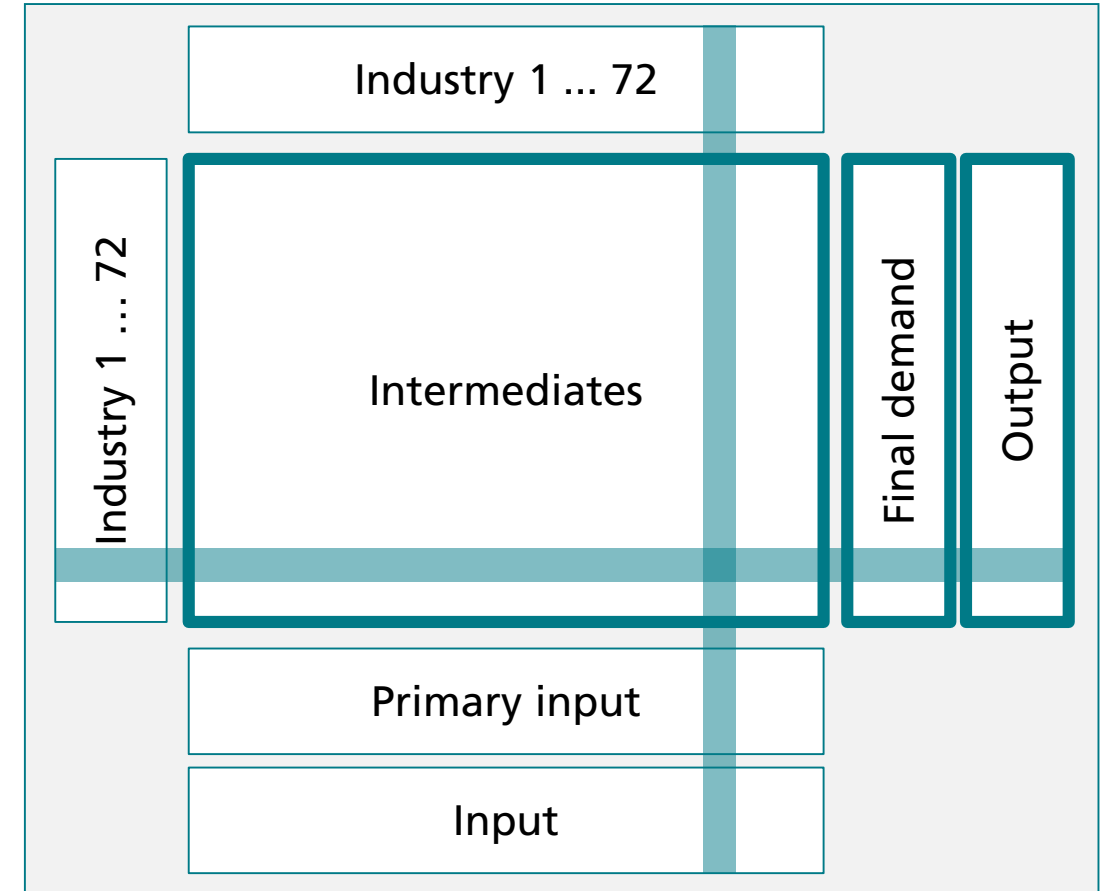 Industry 1 ... 72
Industry 1 ... 72
Intermediates
Final demand
Output
Primary input
Input